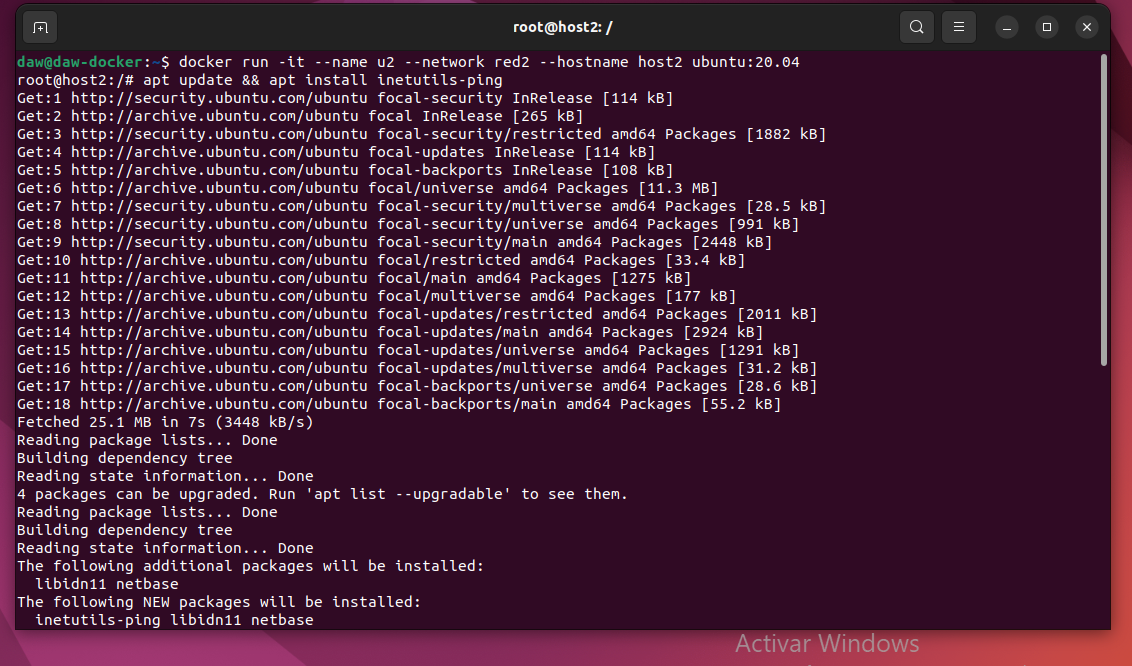 root@host2: /
daw@daw-docker:~$ docker run -it --name u2 --network red2 --hostname host2 ubuntu:20.04
root@host2:/# apt update && apt install inetutils-ping
Get:1 http://security.ubuntu.com/ubuntu focal-security InRelease [114 kB]
Get:2 http://archive.ubuntu.com/ubuntu focal InRelease [265 kB]
Get:3 http://security.ubuntu.com/ubuntu focal-security/restricted amd64 Packages [1882 kB]
Get:4 http://archive.ubuntu.com/ubuntu focal-updates InRelease [114 kB]
Get:5 http://archive.ubuntu.com/ubuntu focal-backports InRelease [108 kB]
Get:6 http://archive.ubuntu.com/ubuntu focal/universe amd64 Packages [11.3 MB]
Get:7 http://security.ubuntu.com/ubuntu focal-security/multiverse amd64 Packages [28.5 kB]
Get:8 http://security.ubuntu.com/ubuntu focal-security/universe amd64 Packages [991 kB]
Get:9 http://security.ubuntu.com/ubuntu focal-security/main amd64 Packages [2448 kB]
Get:10 http://archive.ubuntu.com/ubuntu focal/restricted amd64 Packages [33.4 kB]
Get:11 http://archive.ubuntu.com/ubuntu focal/main amd64 Packages [1275 kB]
Get:12 http://archive.ubuntu.com/ubuntu focal/multiverse amd64 Packages [177 kB]
Get:13 http://archive.ubuntu.com/ubuntu focal-updates/restricted amd64 Packages [2011 kB]
Get:14 http://archive.ubuntu.com/ubuntu focal-updates/main amd64 Packages [2924 kB]
Get:15 http://archive.ubuntu.com/ubuntu focal-updates/universe amd64 Packages [1291 kB]
Get:16 http://archive.ubuntu.com/ubuntu focal-updates/multiverse amd64 Packages [31.2 kB]
Get:17 http://archive.ubuntu.com/ubuntu focal-backports/universe amd64 Packages [28.6 kB]
Get:18 http://archive.ubuntu.com/ubuntu focal-backports/main amd64 Packages [55.2 kB]
Fetched 25.1 MB in 7s (3448 kB/s)
Reading package lists... Done
Building dependency tree
Reading state information... Done
4 packages can be upgraded. Run 'apt list --upgradable' to see them.
Reading package lists... Done
Building dependency tree
Reading state information... Done
The following additional packages will be installed:
  libidn11 netbase
The following NEW packages will be installed:
  inetutils-ping libidn11 netbase
Activar Windows